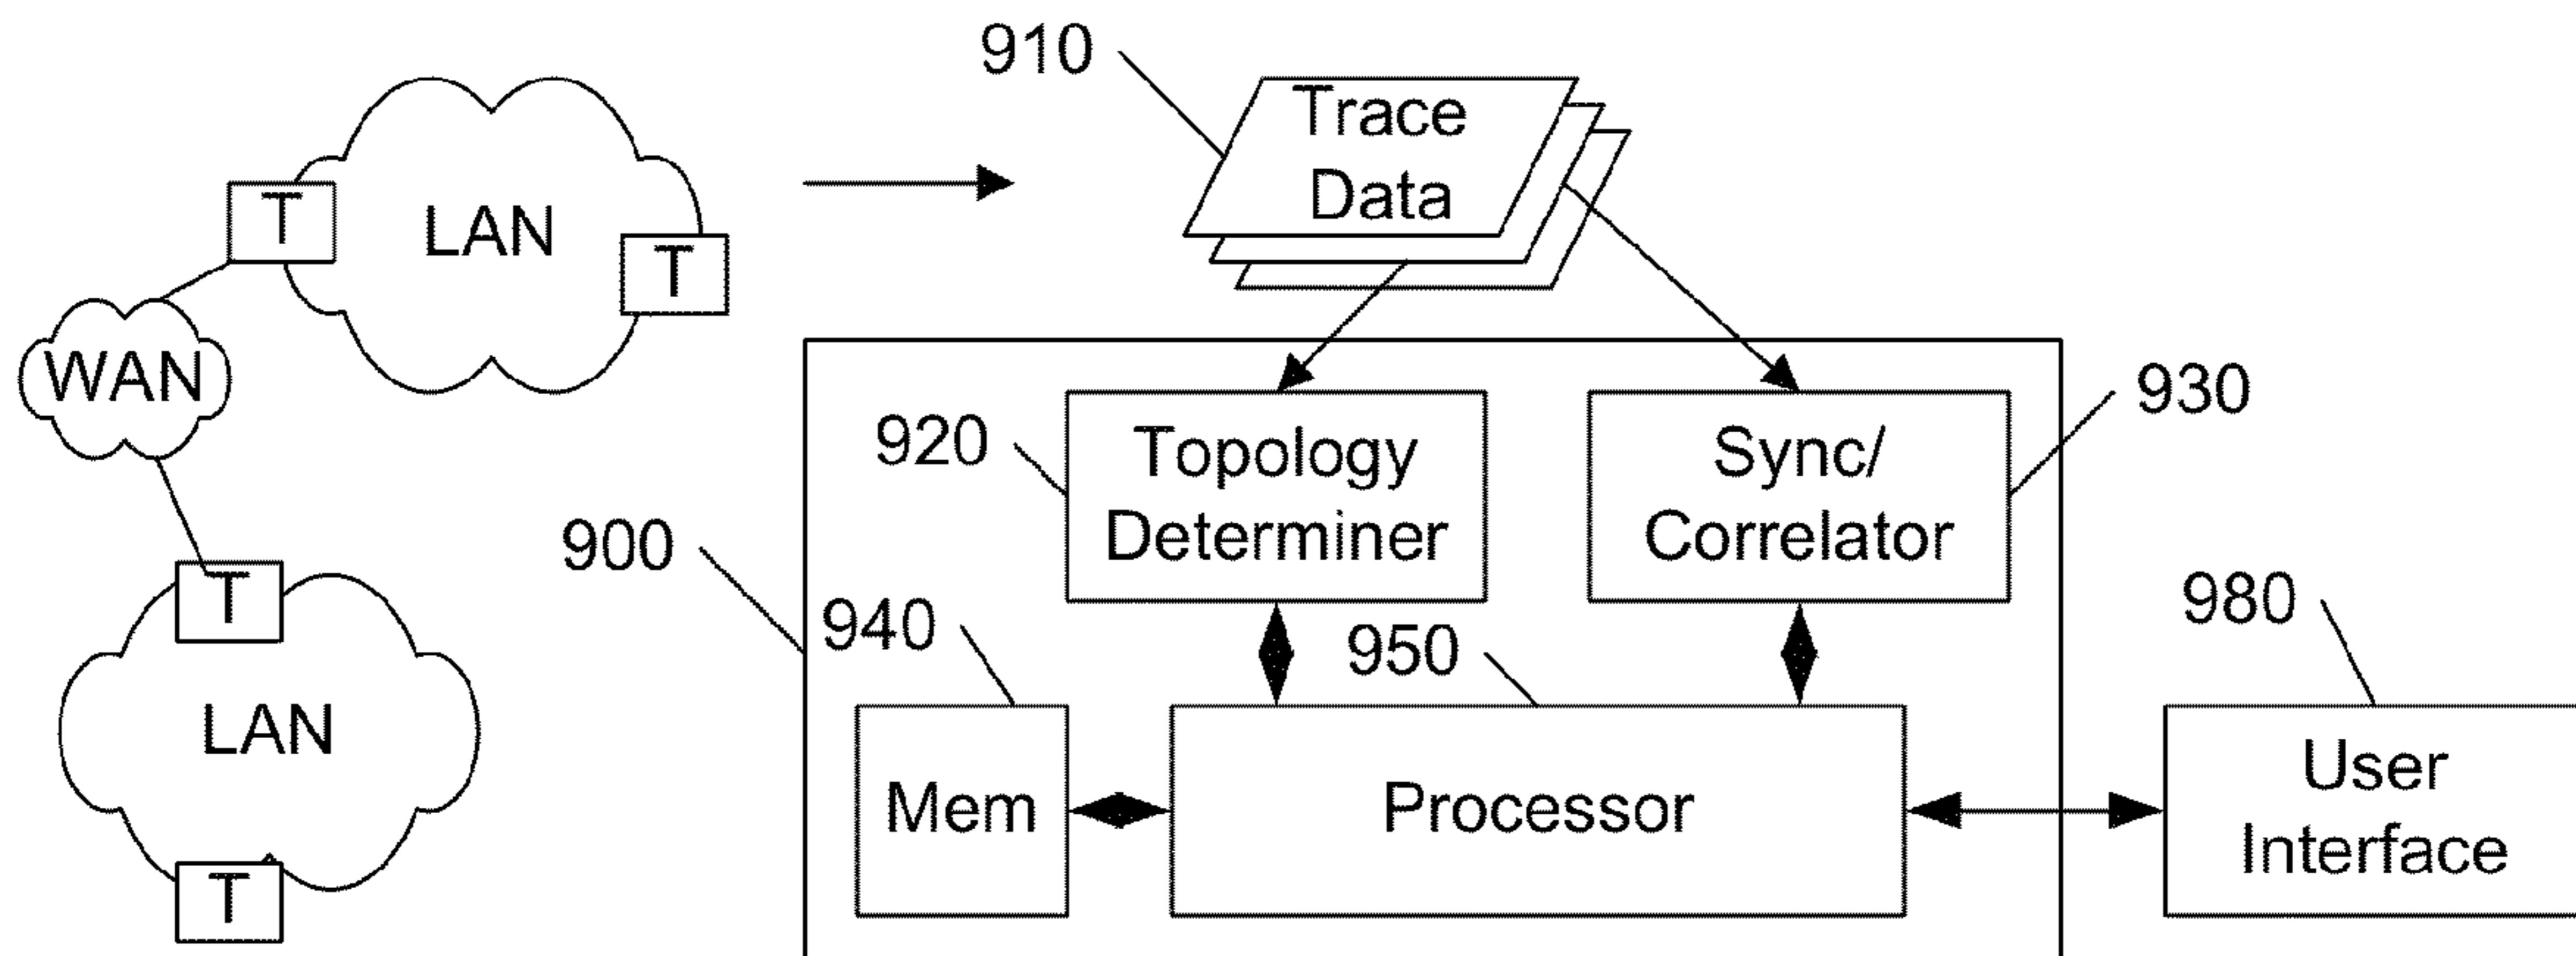 910
Trace
Data
T
LAN
T
WAN
930
920
Topology
Determiner
Sync/
Correlator
900
T
980
940
950
LAN
Mem
Processor
User
Interface
T